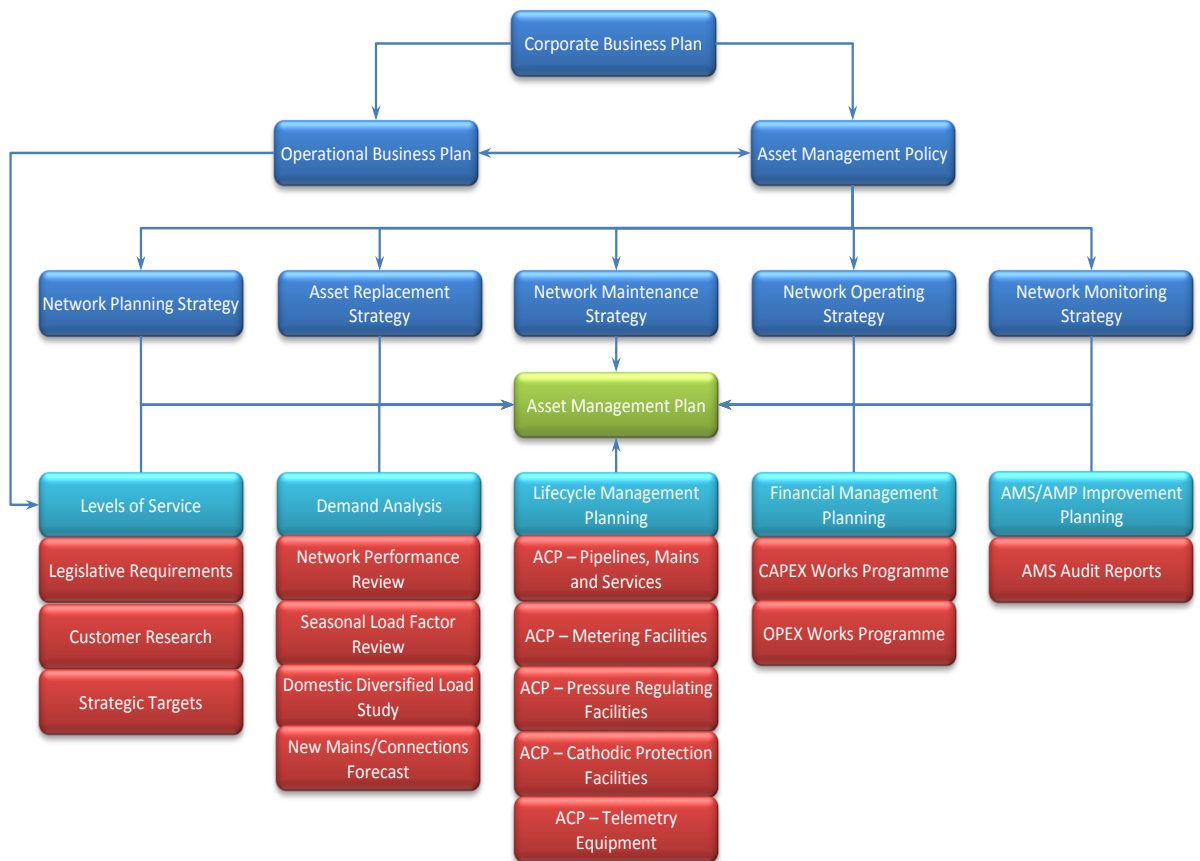 Corporate Business Plan
Operational Business Plan
Asset Management Policy
Network Planning Strategy
Asset Replacement
Strategy
Network Maintenance
Strategy
Network Operating
Strategy
Network Monitoring
Strategy
Asset Management Plan
Levels of Service
Legislative Requirements
Customer Research
Strategic Targets
Demand Analysis
Network Performance
Review
Seasonal Load Factor
Review
Domestic Diversified Load
Study
New Mains/Connections
Forecast
Lifecycle Management
Planning
ACP – Pipelines, Mains
and Services
ACP – Metering Facilities
ACP – Pressure Regulating
Facilities
ACP – Cathodic Protection
Facilities
ACP – Telemetry
Equipment
Financial Management
Planning
CAPEX Works Programme
OPEX Works Programme
AMS/AMP Improvement
Planning
AMS Audit Reports